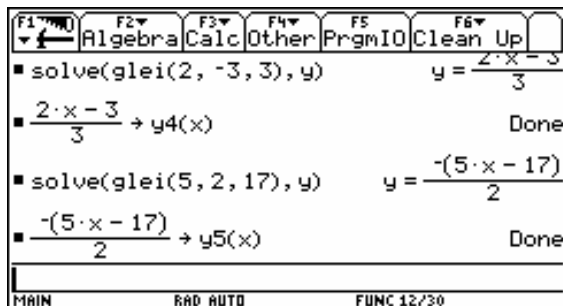 F1 F2 Algebra F3 Calc F4 Other F5 PrgmIO F6 Clean Up
▪ solve(glei(2, ⁻3, 3), y) y = (2·x − 3)/3
▪ (2·x − 3)/3 → y4(x) Done
▪ solve(glei(5, 2, 17), y) y = ⁻(5·x − 17)/2
▪ ⁻(5·x − 17)/2 → y5(x) Done
MAIN RAD AUTO FUNC 12/30